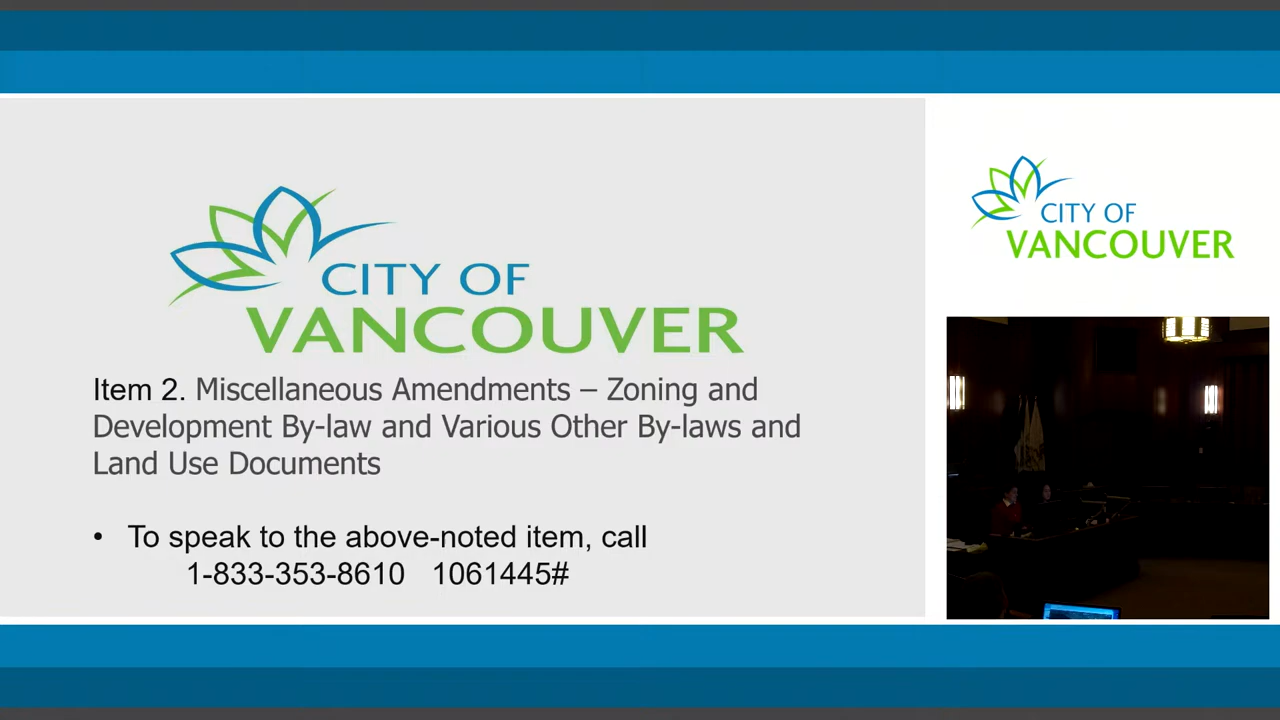 CITY OF
VANCOUVER
Item 2. Miscellaneous Amendments – Zoning and
Development By-law and Various Other By-laws and
Land Use Documents
• To speak to the above-noted item, call
1-833-353-8610 1061445#
CITY OF
VANCOUVER